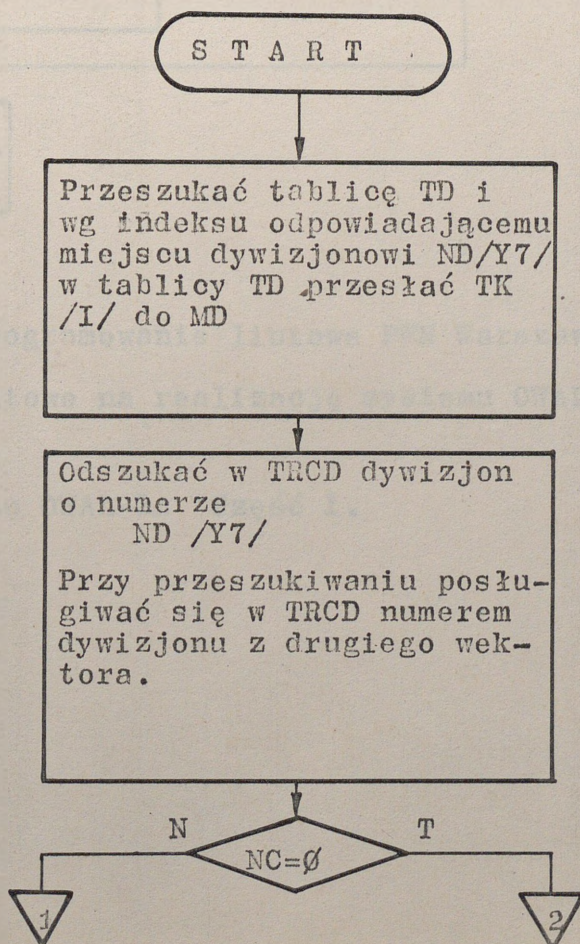 S T A R T
Przeszukać tablicę TD i
wg indeksu odpowiadającemu
miejscu dywizjonowi ND/Y7/
w tablicy TD przesłać TK
/I/ do MD
Odszukać w TRCD dywizjon
o numerze
ND /Y7/
Przy przeszukiwaniu posłu-
giwać się w TRCD numerem
dywizjonu z drugiego wek-
tora.
N T
NC=Ø
1 2